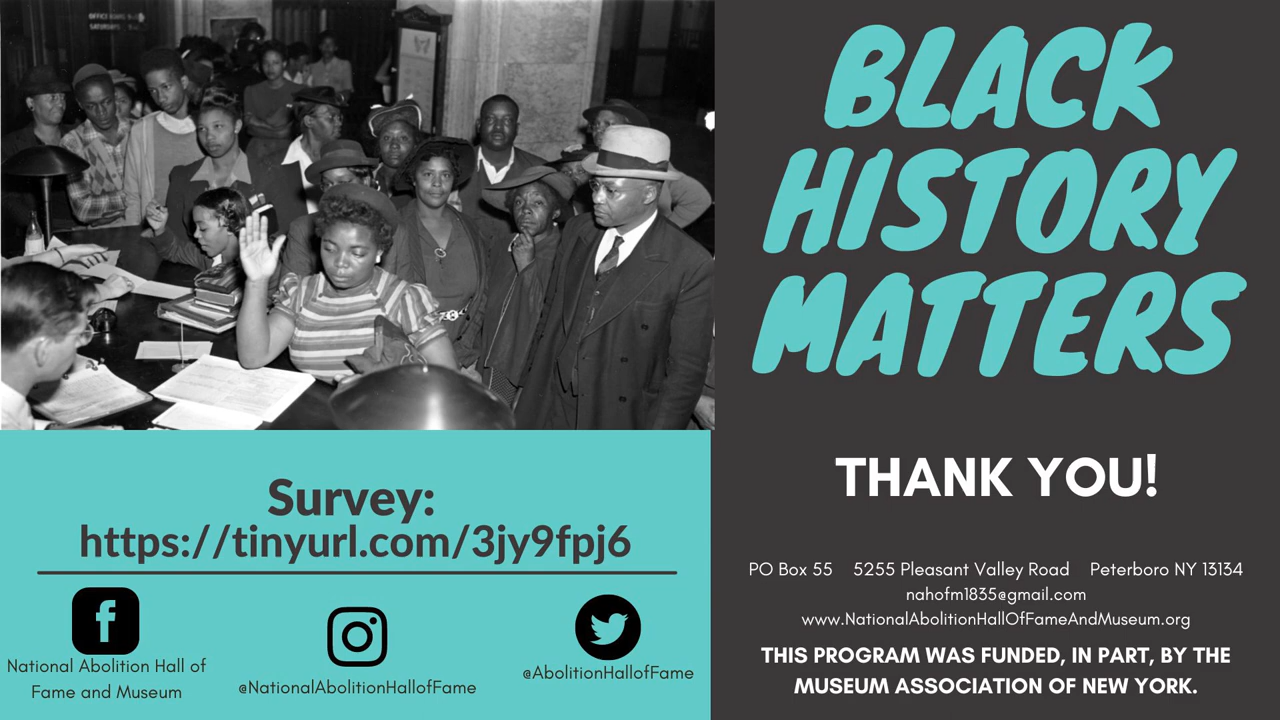 BLACK
HISTORY
MATTERS
THANK YOU!
PO Box 55 5255 Pleasant Valley Road Peterboro NY 13134
nahofm1835@gmail.com
www.NationalAbolitionHallOfFameAndMuseum.org
THIS PROGRAM WAS FUNDED, IN PART, BY THE
MUSEUM ASSOCIATION OF NEW YORK.
Survey:
https://tinyurl.com/3jy9fpj6
National Abolition Hall of
Fame and Museum
@NationalAbolitionHallofFame
@AbolitionHallofFame